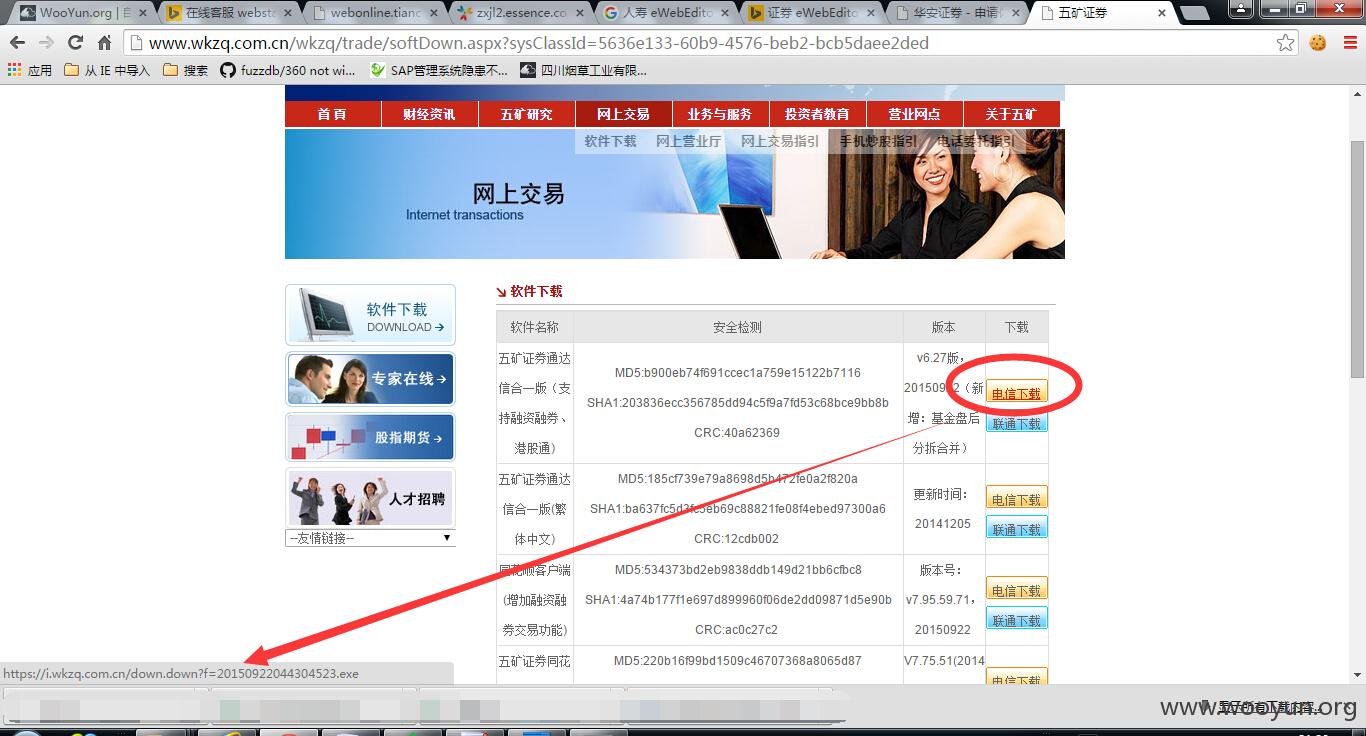 WooYun.org | 自
在线客服 websta
webonline.tianc
zxjl2.essence.co
人寿 eWebEdito
证券 eWebEdito
华安证券 - 申请
五矿证券
www.wkzq.com.cn/wkzq/trade/softDown.aspx?sysClassId=5636e133-60b9-4576-beb2-bcb5daee2ded
应用 从 IE 中导入 搜索 fuzzdb/360 not wi... SAP管理系统隐患不... 四川烟草工业有限...
首 頁 财经资讯 五矿研究 网上交易 业务与服务 投资者教育 营业网点 关于五矿
软件下载 网上营业厅 网上交易指引 手机炒股指引 电话委托指引
网上交易
Internet transactions
软件下载
DOWNLOAD
专家在线
股指期货
人才招聘
--友情链接--
软件下载
软件名称 安全检测 版本 下载
五矿证券通达
信合一版（支
持融资融券、
港股通）
MD5:b900eb74f691ccec1a759e15122b7116
SHA1:203836ecc356785dd94c5f9a7fd53c68bce9bb8b
CRC:40a62369
v6.27版，
20150922（新
增：基金盘后
分拆合并）
电信下载
联通下载
五矿证券通达
信合一版(繁
体中文）
MD5:185cf739e79a8698d5b472fe0a2f820a
SHA1:ba637fc5d2fc5eb69c88821fe08f4ebed97300a6
CRC:12cdb002
更新时间：
20141205
电信下载
联通下载
同花顺客户端
(增加融资融
券交易功能)
MD5:534373bd2eb9838ddb149d21bb6cfbc8
SHA1:4a74b177f1e697d899960f06de2dd09871d5e90b
CRC:ac0c27c2
版本号：
v7.95.59.71，
20150922
电信下载
联通下载
五矿证券同花
MD5:220b16f99bd1509c46707368a8065d87
V7.75.51(2014
电信下载
https://i.wkzq.com.cn/down.down?f=20150922044304523.exe
显示所有下载内容...
www.wooyun.org